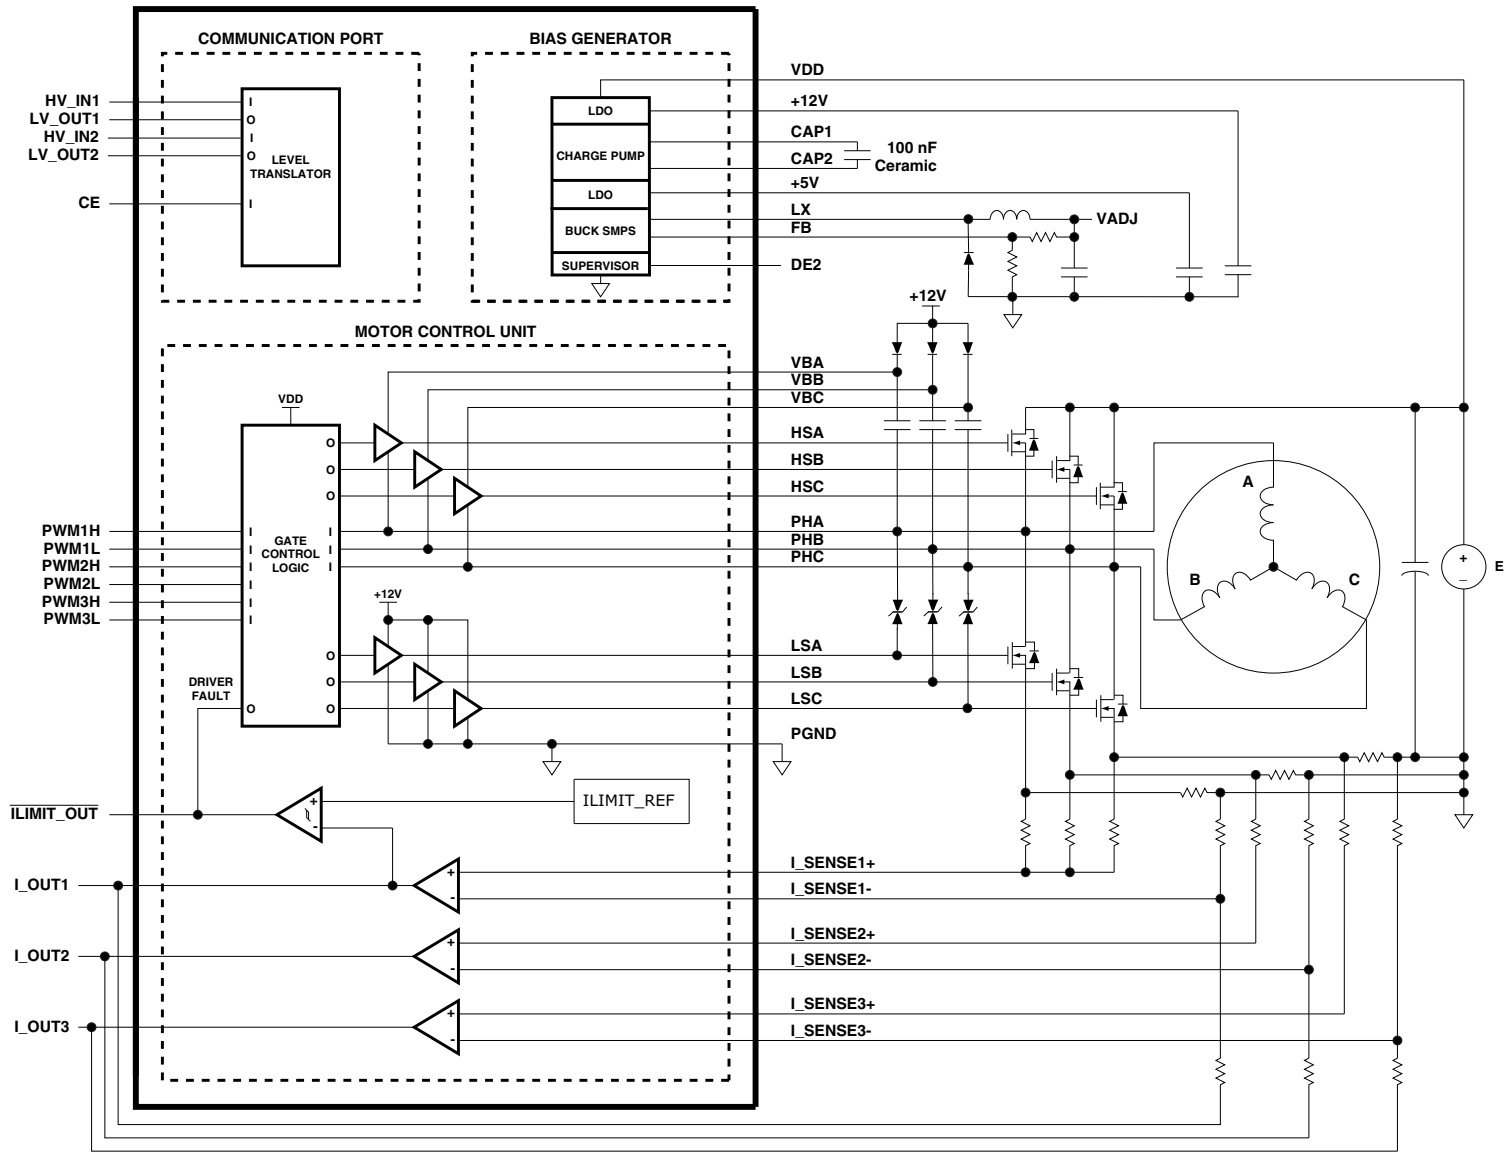 COMMUNICATION PORT
BIAS GENERATOR
HV_IN1
LV_OUT1
HV_IN2
LV_OUT2
CE
I
O
I
O
I
LEVEL
TRANSLATOR
LDO
CHARGE PUMP
LDO
BUCK SMPS
SUPERVISOR
VDD
+12V
CAP1
CAP2
100 nF
Ceramic
+5V
LX
FB
VADJ
DE2
+12V
MOTOR CONTROL UNIT
VBA
VBB
VBC
HSA
HSB
HSC
PHA
PHB
PHC
LSA
LSB
LSC
PGND
VDD
O
O
O
I
I
I
O
O
O
PWM1H
PWM1L
PWM2H
PWM2L
PWM3H
PWM3L
I
I
I
I
I
I
O
GATE
CONTROL
LOGIC
+12V
DRIVER
FAULT
A
B
C
+
–
E
ILIMIT_OUT
+
-
ILIMIT_REF
I_OUT1
+
-
I_SENSE1+
I_SENSE1-
I_OUT2
+
-
I_SENSE2+
I_SENSE2-
I_OUT3
+
-
I_SENSE3+
I_SENSE3-